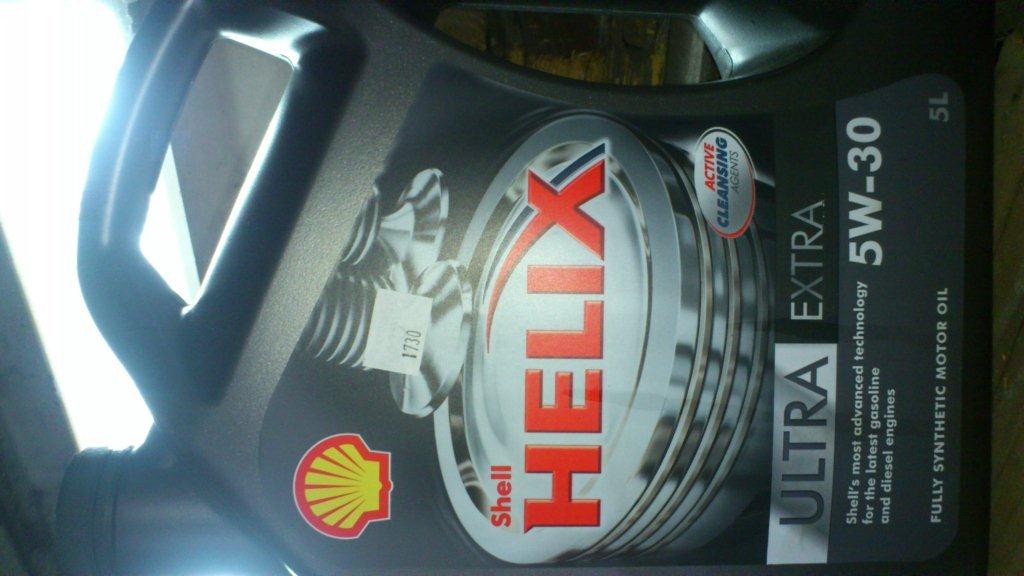 1730
Shell
HELIX
ACTIVE
CLEANSING
AGENTS
ULTRA EXTRA
Shell's most advanced technology
for the latest gasoline
and diesel engines
5W-30
FULLY SYNTHETIC MOTOR OIL
5L